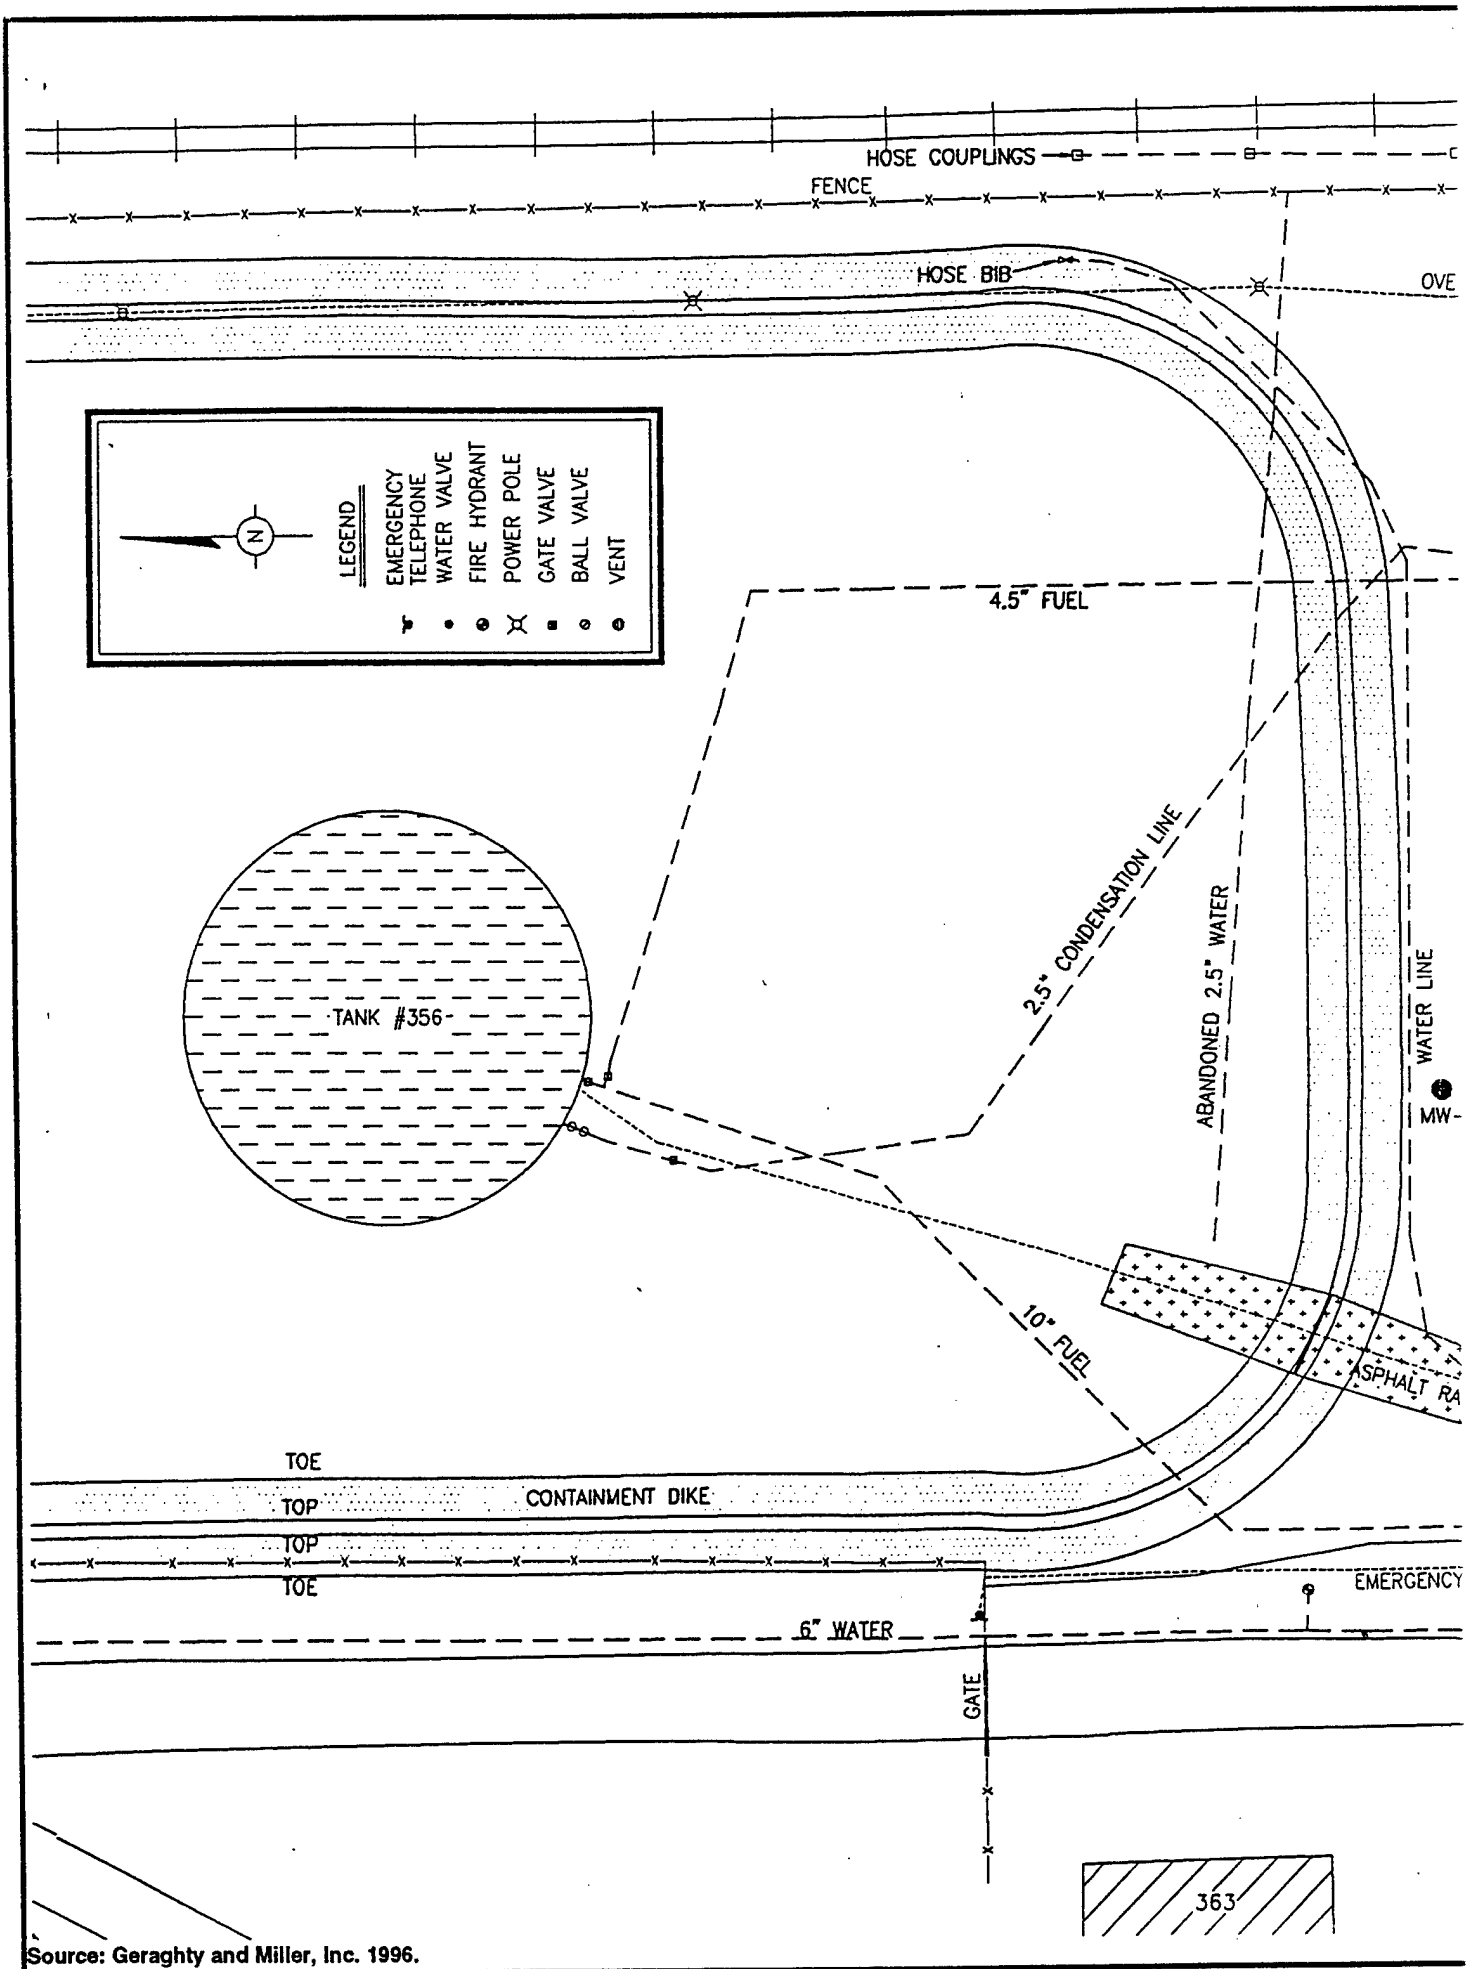 HOSE COUPLINGS
FENCE
HOSE BIB
OVE
N
LEGEND
EMERGENCY
TELEPHONE
WATER VALVE
FIRE HYDRANT
POWER POLE
GATE VALVE
BALL VALVE
VENT
4.5" FUEL
2.5" CONDENSATION LINE
ABANDONED 2.5" WATER
WATER LINE
TANK #356
MW-
10" FUEL
ASPHALT RA
TOE
CONTAINMENT DIKE
TOP
TOP
TOE
EMERGENCY
6" WATER
GATE
363
Source: Geraghty and Miller, Inc. 1996.